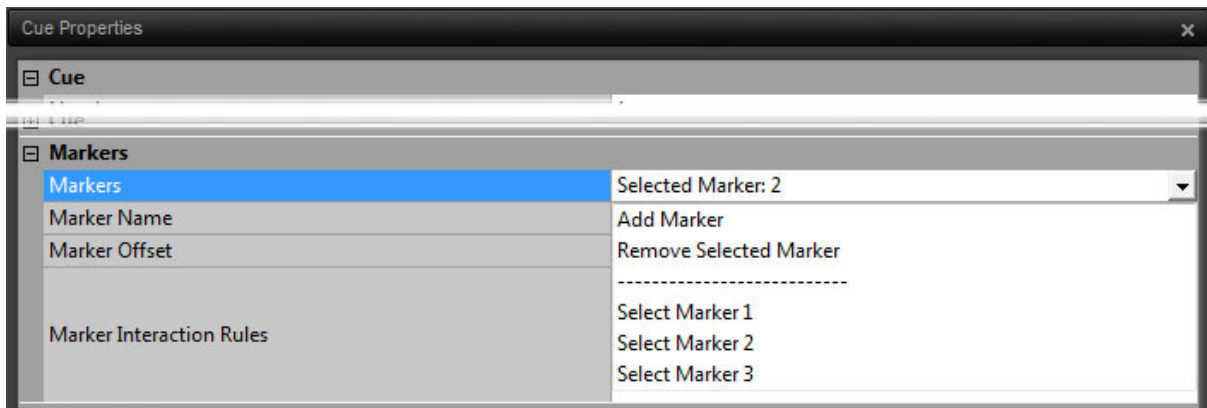 Cue Properties
Cue
Cue
Markers
Markers Selected Marker: 2
Marker Name Add Marker
Marker Offset Remove Selected Marker
---------------------------
Select Marker 1
Marker Interaction Rules Select Marker 2
Select Marker 3